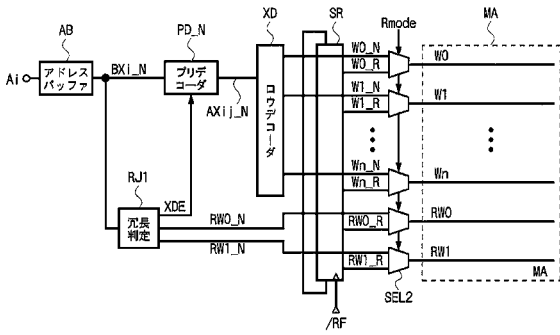 AB
PD_N
XD
SR
Rmode
MA
Ai
アドレス
バッファ
BXi_N
プリデ
コーダ
AXij_N
ロウデコーダ
W0_N
W0_R
W0
W1_N
W1_R
W1
Wn_N
Wn_R
Wn
RJ1
XDE
冗長
判定
RW0_N
RW0_R
RW0
RW1_N
RW1_R
RW1
MA
SEL2
/RF